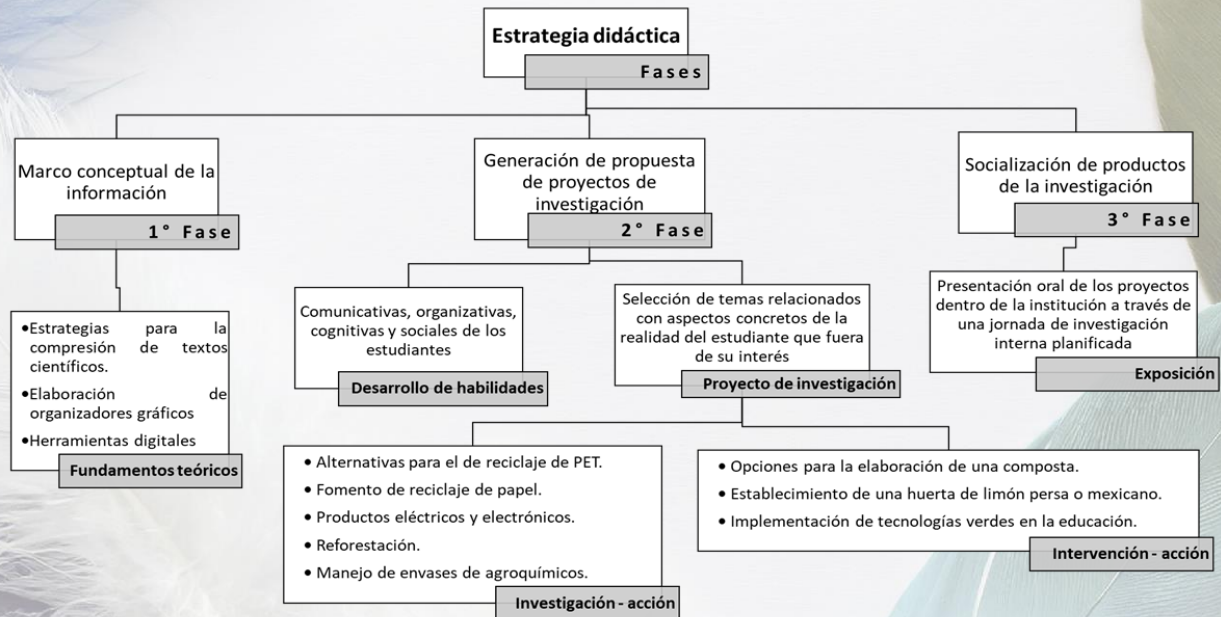 Estrategia didáctica
Fases
Marco conceptual de la
información
1° Fase
•Estrategias para la
compresión de textos
científicos.
•Elaboración de
organizadores gráficos
•Herramientas digitales
Fundamentos teóricos
Generación de propuesta
de proyectos de
investigación
2° Fase
Comunicativas, organizativas,
cognitivas y sociales de los
estudiantes
Desarrollo de habilidades
Selección de temas relacionados
con aspectos concretos de la
realidad del estudiante que fuera
de su interés
Proyecto de investigación
• Alternativas para el de reciclaje de PET.
• Fomento de reciclaje de papel.
• Productos eléctricos y electrónicos.
• Reforestación.
• Manejo de envases de agroquímicos.
Investigación - acción
• Opciones para la elaboración de una composta.
• Establecimiento de una huerta de limón persa o mexicano.
• Implementación de tecnologías verdes en la educación.
Intervención - acción
Socialización de productos
de la investigación
3° Fase
Presentación oral de los proyectos
dentro de la institución a través de
una jornada de investigación
interna planificada
Exposición